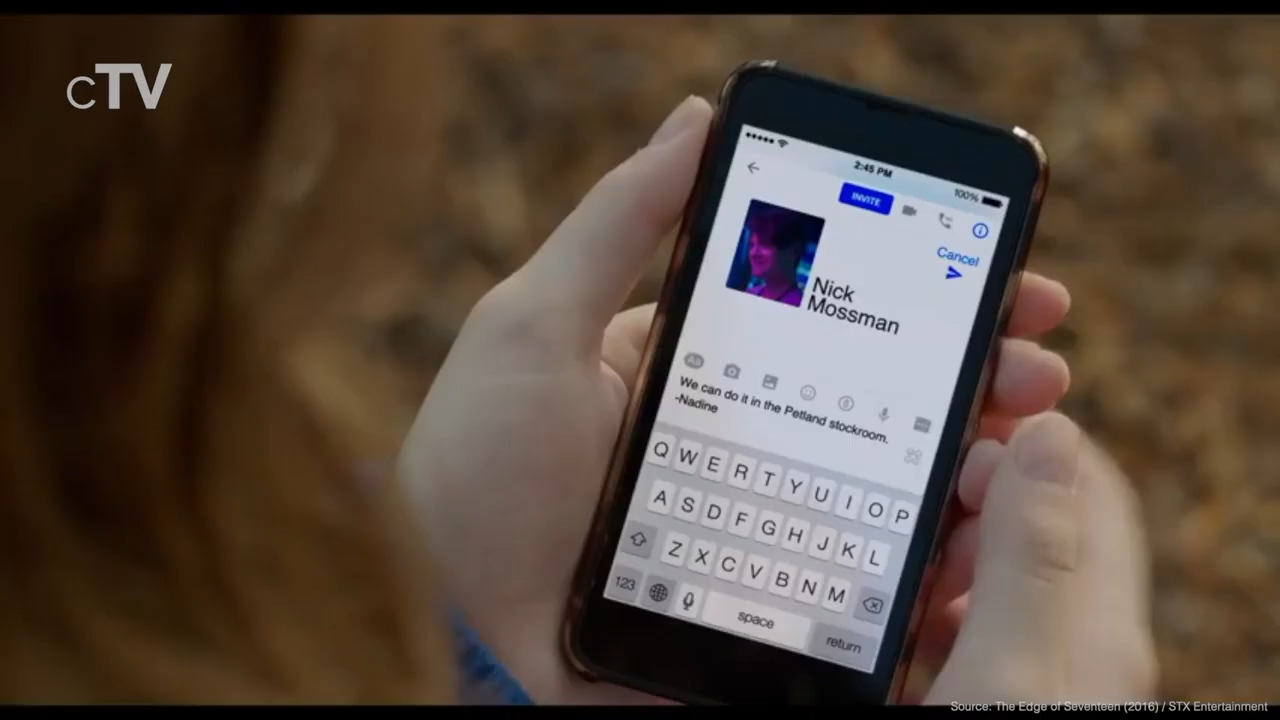 cTV
2:45 PM
100%
INVITE
Cancel
Nick
Mossman
Aa
We can do it in the Petland stockroom.
-Nadine
Q W E R T Y U I O P
A S D F G H J K L
Z X C V B N M
123
space
return
Source: The Edge of Seventeen (2016) / STX Entertainment